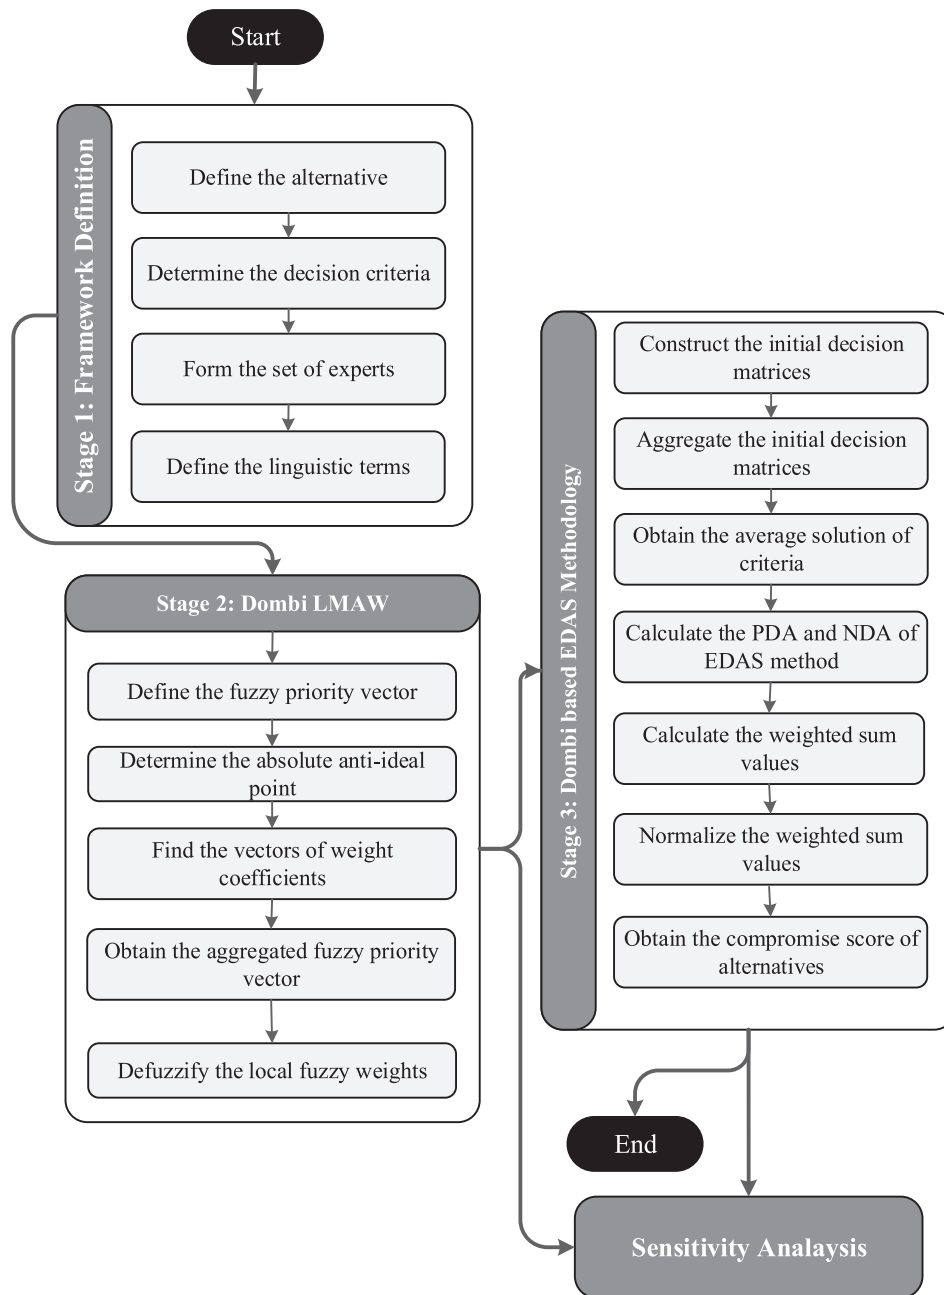 Start
Stage 1: Framework Definition
Define the alternative
Determine the decision criteria
Form the set of experts
Define the linguistic terms
Stage 2: Dombi LMAW
Define the fuzzy priority vector
Determine the absolute anti-ideal
point
Find the vectors of weight
coefficients
Obtain the aggregated fuzzy priority
vector
Defuzzify the local fuzzy weights
Stage 3: Dombi based EDAS Methodology
Construct the initial decision
matrices
Aggregate the initial decision
matrices
Obtain the average solution of
criteria
Calculate the PDA and NDA of
EDAS method
Calculate the weighted sum
values
Normalize the weighted sum
values
Obtain the compromise score of
alternatives
End
Sensitivity Analaysis